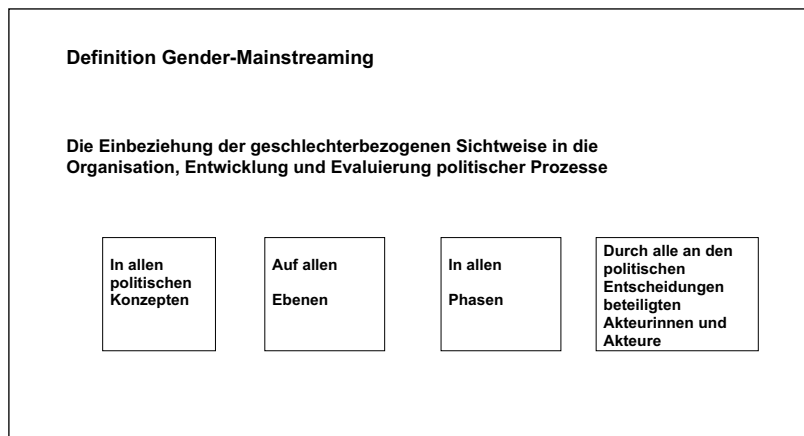 Definition Gender-Mainstreaming
Die Einbeziehung der geschlechterbezogenen Sichtweise in die
Organisation, Entwicklung und Evaluierung politischer Prozesse
In allen
politischen
Konzepten
Auf allen
Ebenen
In allen
Phasen
Durch alle an den
politischen
Entscheidungen
beteiligten
Akteurinnen und
Akteure